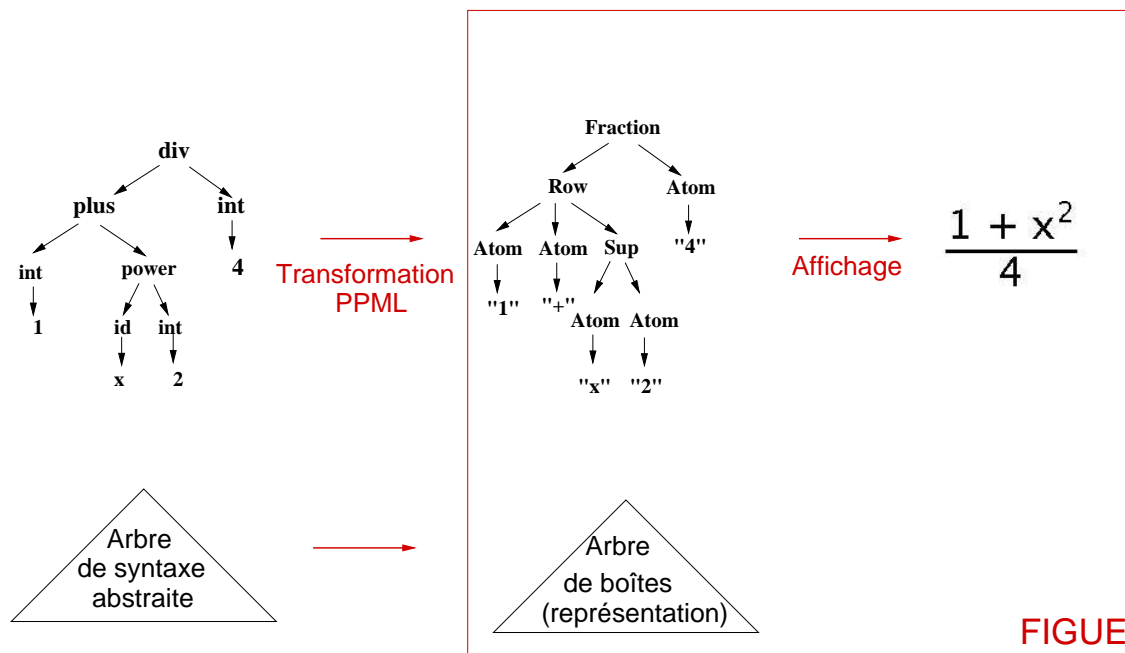 div
plus int
int power 4
1 id int
x 2
Transformation
PPML
Fraction
Row Atom
Atom Atom Sup "4"
"1" "+" Atom Atom
"x" "2"
Affichage
1 + x²
4
Arbre
de syntaxe
abstraite
Arbre
de boîtes
(représentation)
FIGUE